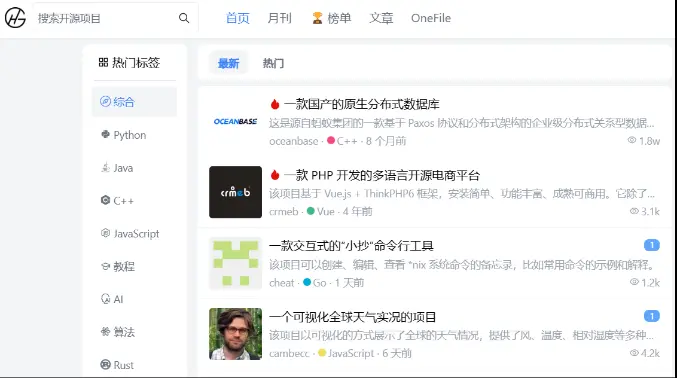 搜索开源项目
首页
月刊
🏆 榜单
文章
OneFile
热门标签
综合
Python
Java
C++
JavaScript
教程
AI
算法
Rust
最新
热门
OCEANBASE
一款国产的原生分布式数据库
这是源自蚂蚁集团的一款基于 Paxos 协议和分布式架构的企业级分布式关系型数据...
oceanbase · C++ · 8 个月前
1.8w
crmeb
一款 PHP 开发的多语言开源电商平台
该项目基于 Vue.js + ThinkPHP6 框架，安装简单、功能丰富、成熟可商用。它除了...
crmeb · Vue · 4 年前
3.1k
一款交互式的“小抄”命令行工具
1
该项目可以创建、编辑、查看 *nix 系统命令的备忘录，比如常用命令的示例和解释。
cheat · Go · 1 天前
1.2k
一个可视化全球天气实况的项目
1
该项目以可视化的方式展示了全球的天气情况，提供了风、温度、相对湿度等多种...
cambecc · JavaScript · 6 天前
4.2k